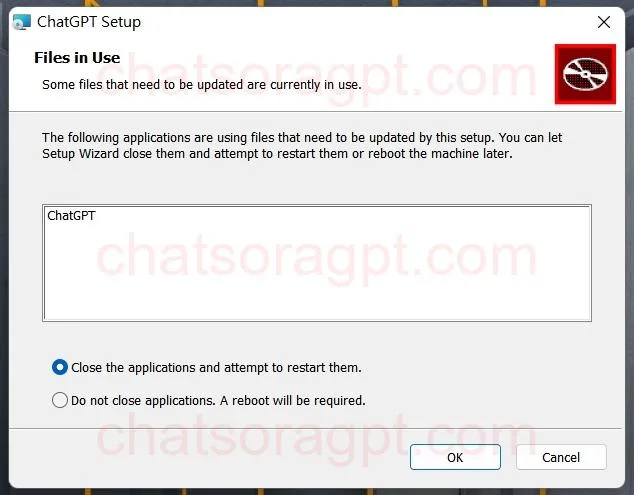 ChatGPT Setup
Files in Use
Some files that need to be updated are currently in use.
chatsoragpt.com
The following applications are using files that need to be updated by this setup. You can let
Setup Wizard close them and attempt to restart them or reboot the machine later.
ChatGPT
chatsoragpt.com
Close the applications and attempt to restart them.
Do not close applications. A reboot will be required.
chatsoragpt.com
OK
Cancel